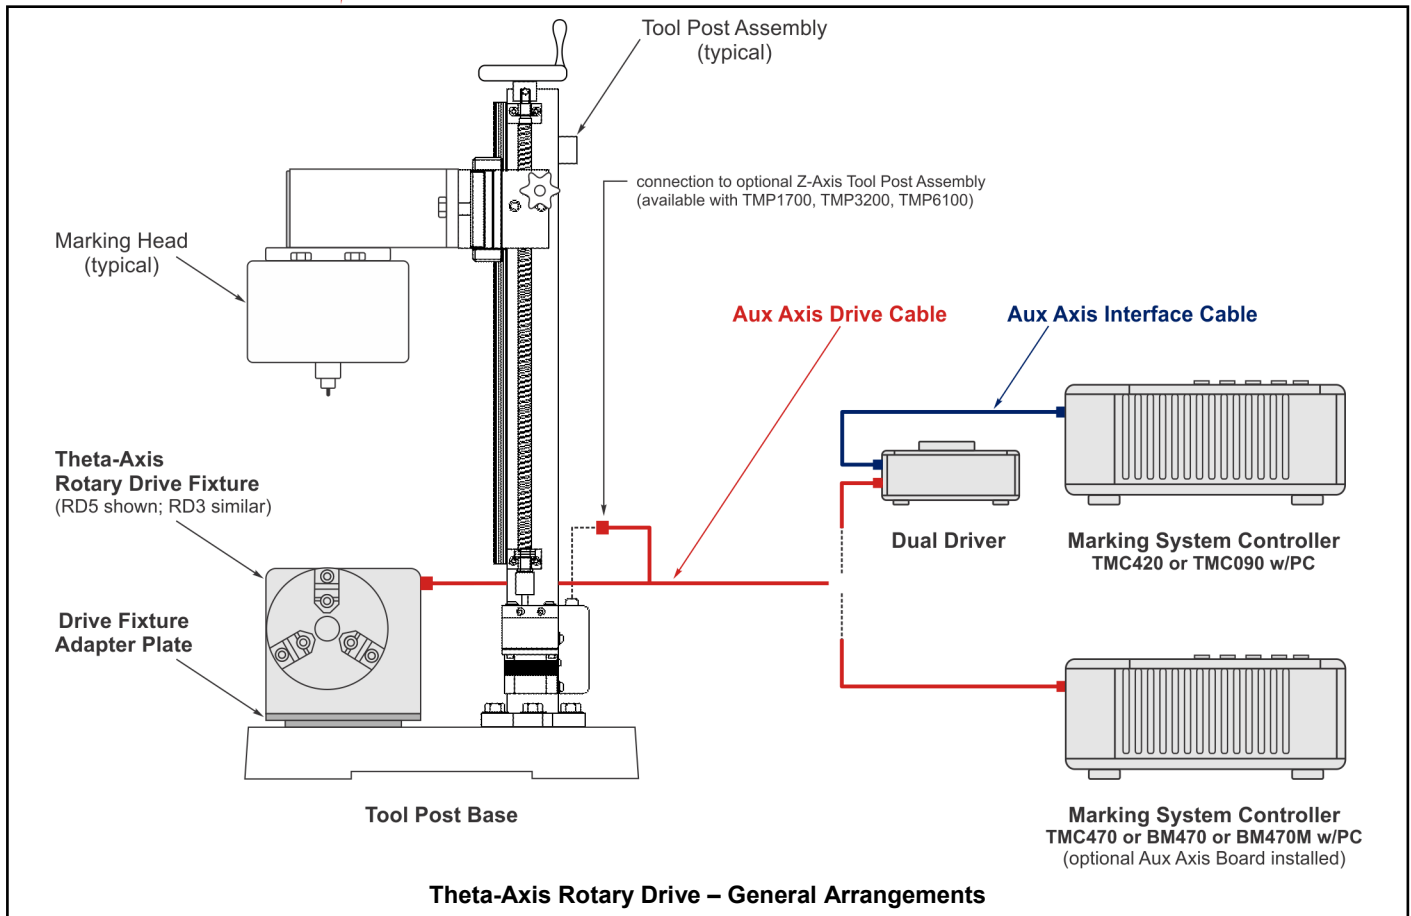 Tool Post Assembly
(typical)
connection to optional Z-Axis Tool Post Assembly
(available with TMP1700, TMP3200, TMP6100)
Marking Head
(typical)
Aux Axis Drive Cable
Aux Axis Interface Cable
Theta-Axis
Rotary Drive Fixture
(RD5 shown; RD3 similar)
Dual Driver
Marking System Controller
TMC420 or TMC090 w/PC
Drive Fixture
Adapter Plate
Tool Post Base
Marking System Controller
TMC470 or BM470 or BM470M w/PC
(optional Aux Axis Board installed)
Theta-Axis Rotary Drive – General Arrangements